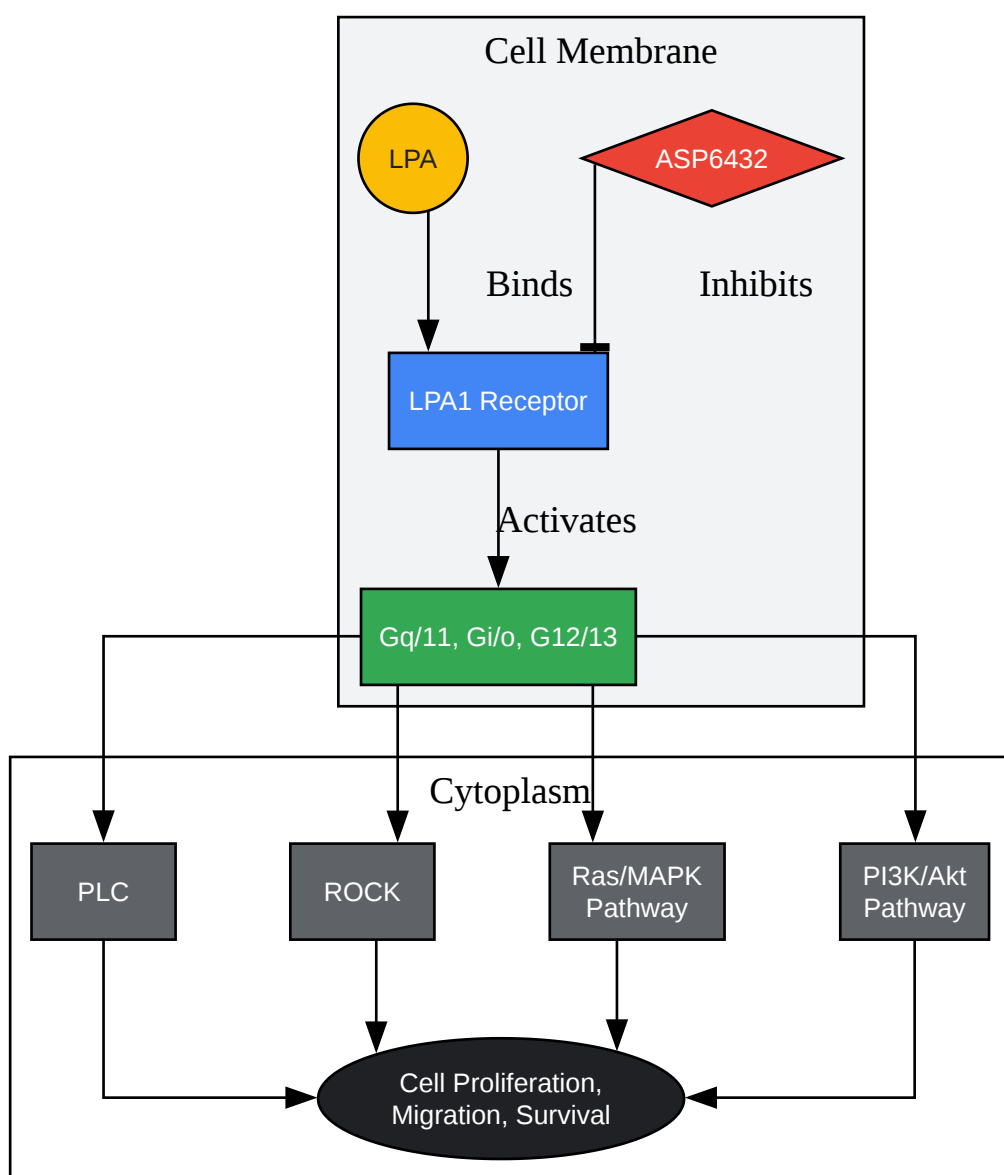 Cell Membrane
LPA
ASP6432
Binds
Inhibits
LPA1 Receptor
Activates
Gq/11, Gi/o, G12/13
Cytoplasm
PLC
ROCK
Ras/MAPK
Pathway
PI3K/Akt
Pathway
Cell Proliferation,
Migration, Survival